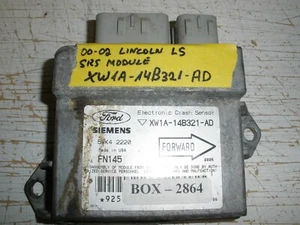 00-02 LINCOLN LS
SRS MODULE
XW1A-14B321-AD
Ford
Electronic Crash Sensor
SIEMENS
XW1A-14B321-AD
5WK4 2220
Made in USA
FN145
FORWARD
BOX-2864
*925